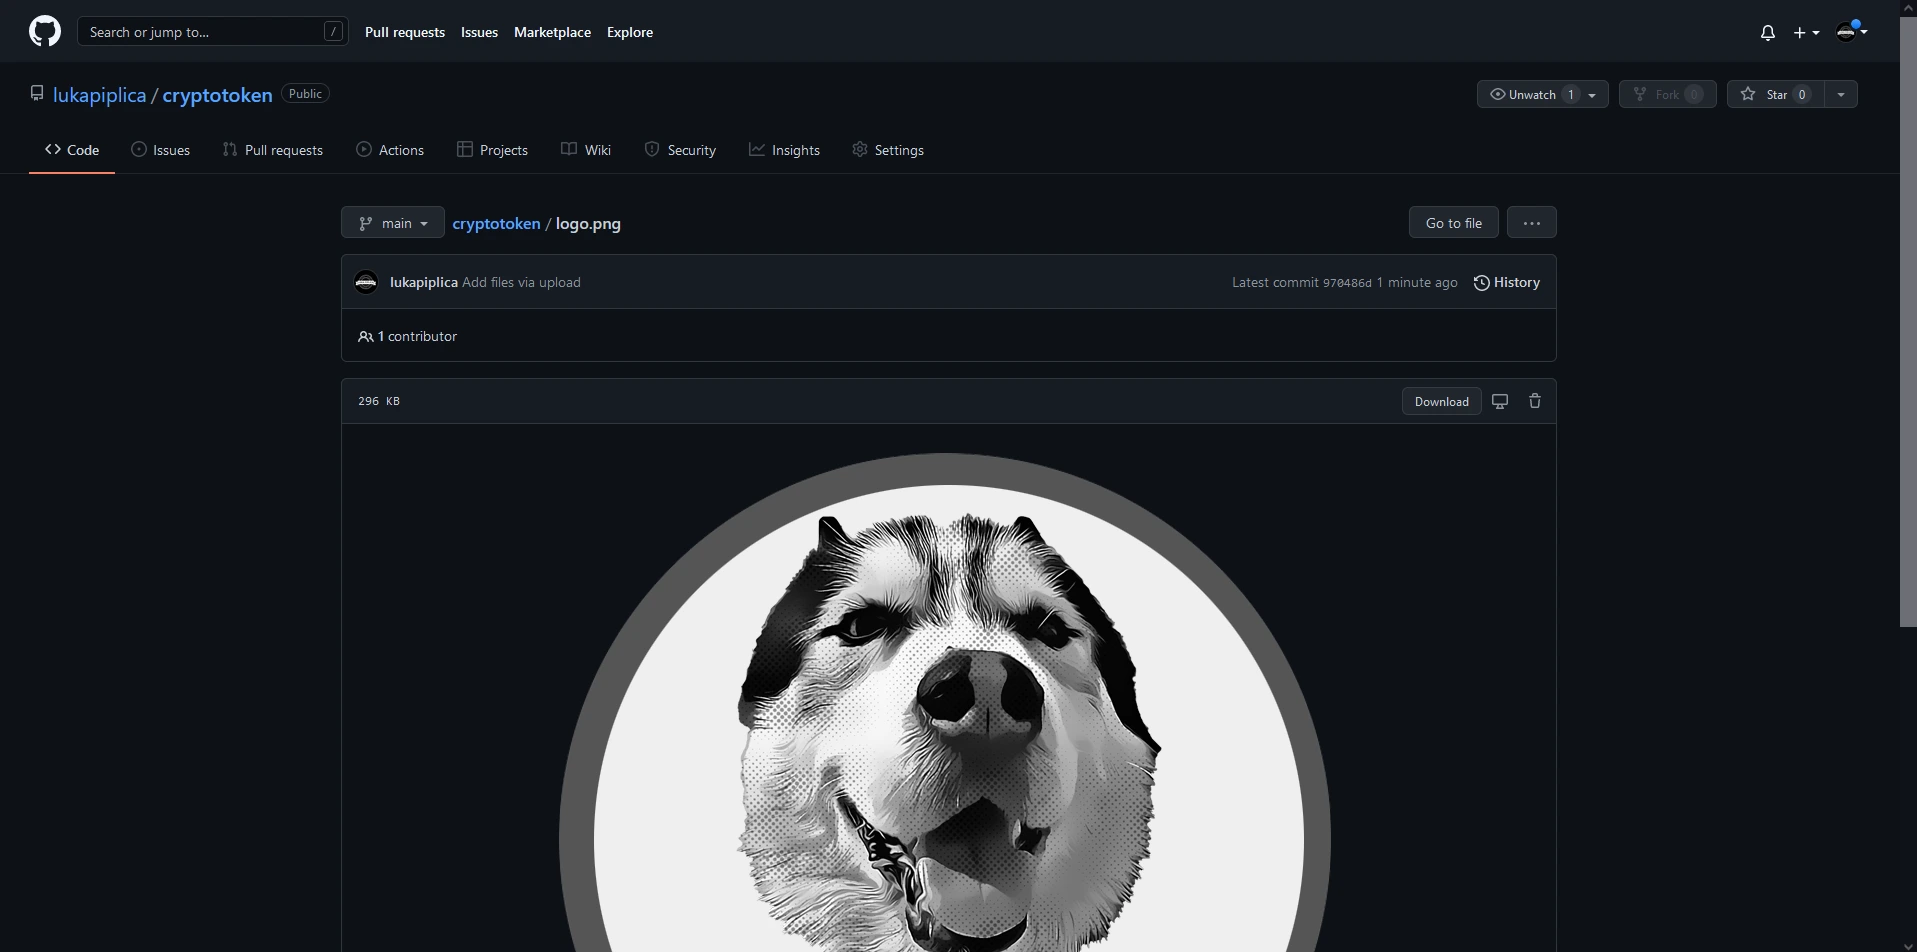 Search or jump to... /
Pull requests Issues Marketplace Explore
lukapiplica / cryptotoken Public
Unwatch 1 Fork 0 Star 0
Code Issues Pull requests Actions Projects Wiki Security Insights Settings
main cryptotoken / logo.png Go to file ...
lukapiplica Add files via upload Latest commit 970486d 1 minute ago History
1 contributor
296 KB Download